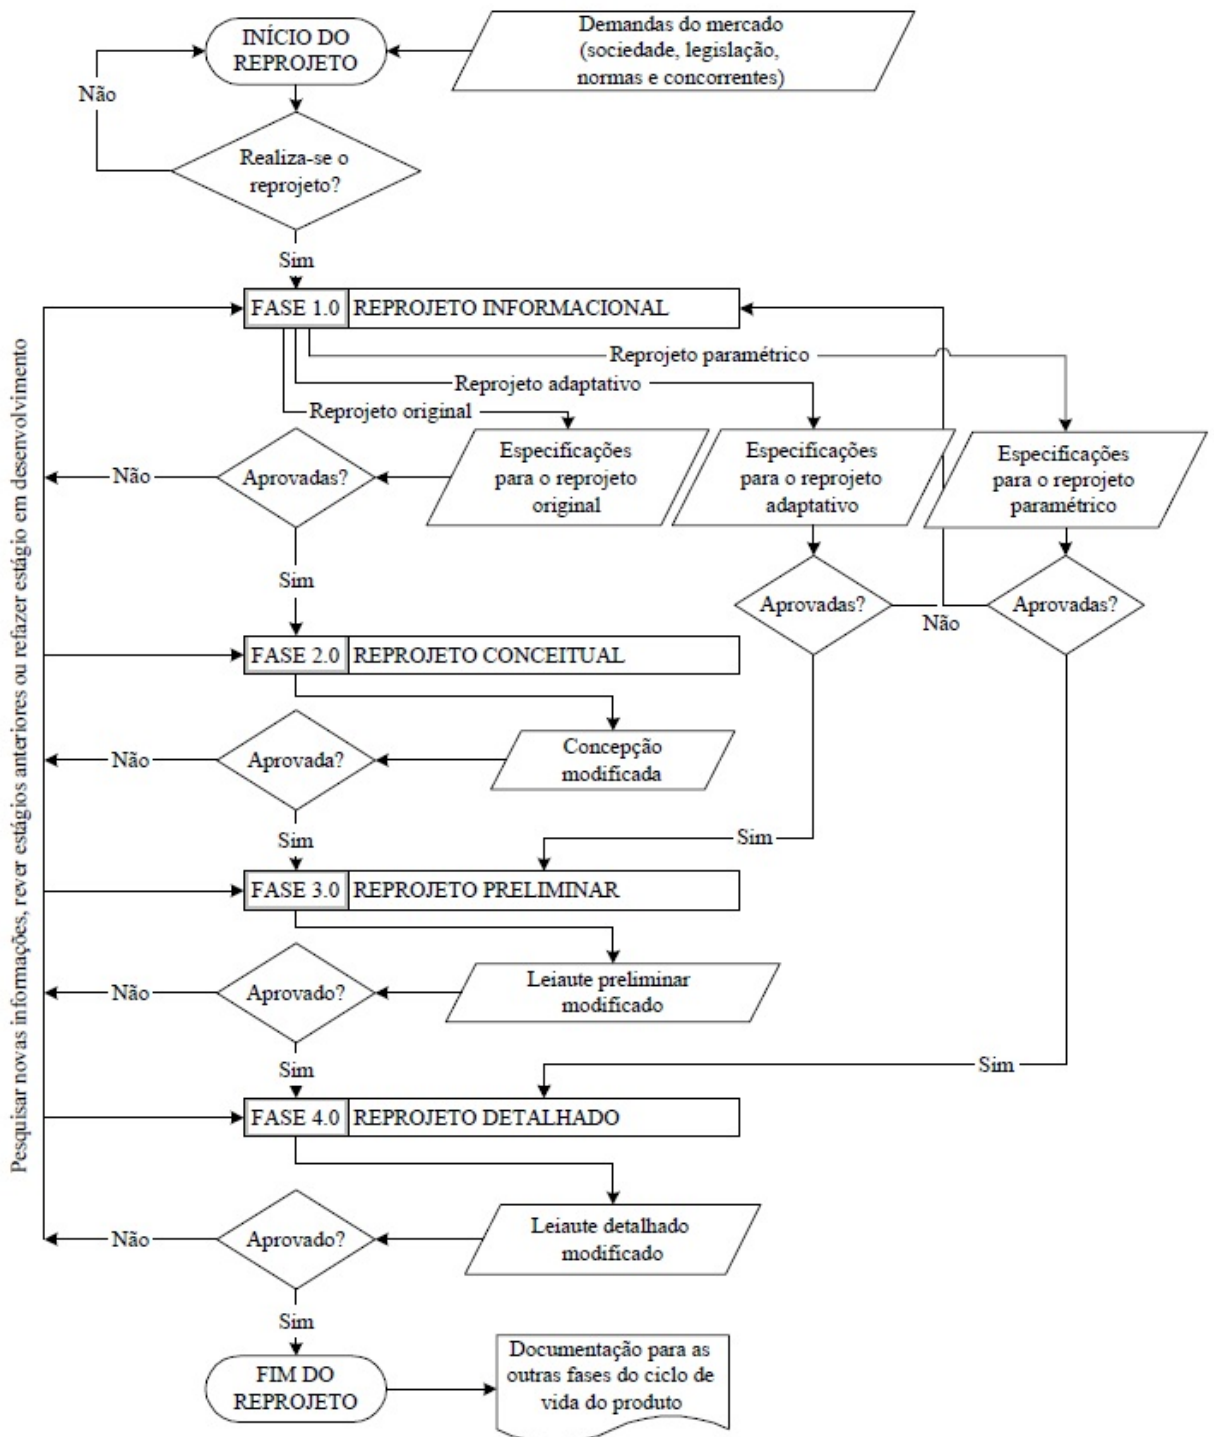 INÍCIO DO
REPROJETO
Demandas do mercado
(sociedade, legislação,
normas e concorrentes)
Não
Realiza-se o
reprojeto?
Sim
FASE 1.0 REPROJETO INFORMACIONAL
Reprojeto paramétrico
Reprojeto adaptativo
Reprojeto original
Não
Aprovadas?
Especificações
para o reprojeto
original
Especificações
para o reprojeto
adaptativo
Especificações
para o reprojeto
paramétrico
Sim
Aprovadas?
Não
Aprovadas?
FASE 2.0 REPROJETO CONCEITUAL
Não
Aprovada?
Concepção
modificada
Sim
Sim
FASE 3.0 REPROJETO PRELIMINAR
Não
Aprovado?
Leiaute preliminar
modificado
Sim
Sim
FASE 4.0 REPROJETO DETALHADO
Não
Aprovado?
Leiaute detalhado
modificado
Sim
FIM DO
REPROJETO
Documentação para as
outras fases do ciclo de
vida do produto
Pesquisar novas informações, rever estágios anteriores ou refazer estágio em desenvolvimento